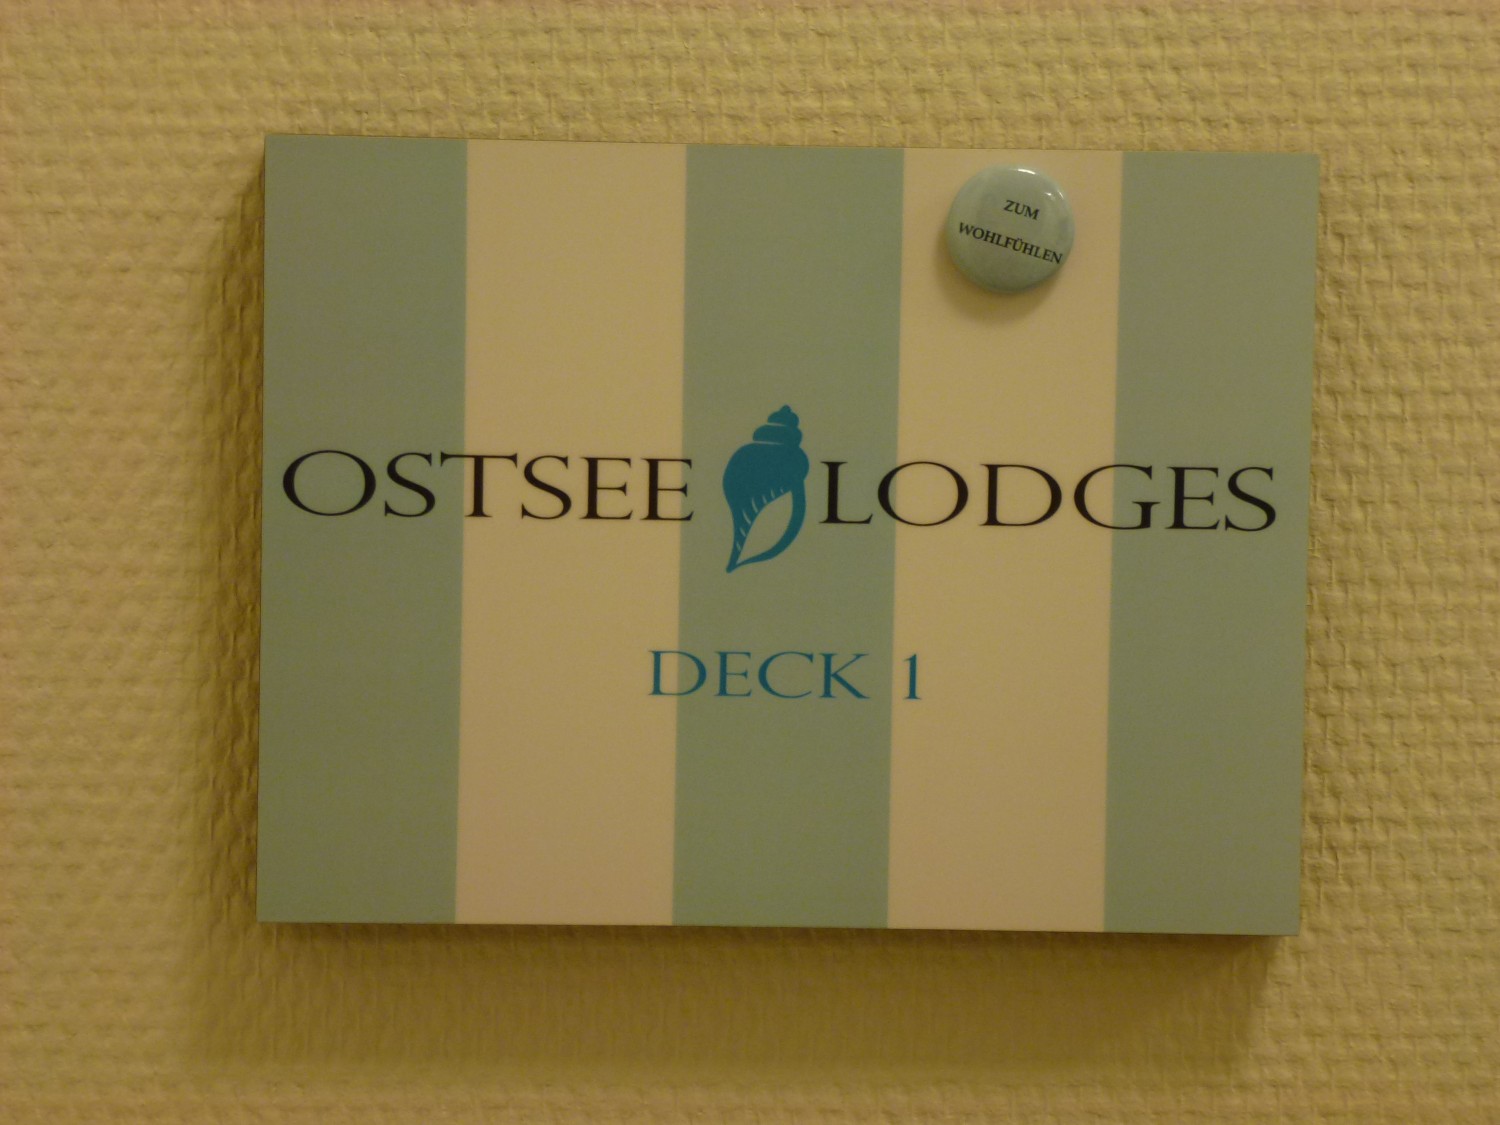 ZUM
WOHLFÜHLEN
OSTSEE LODGES
DECK 1